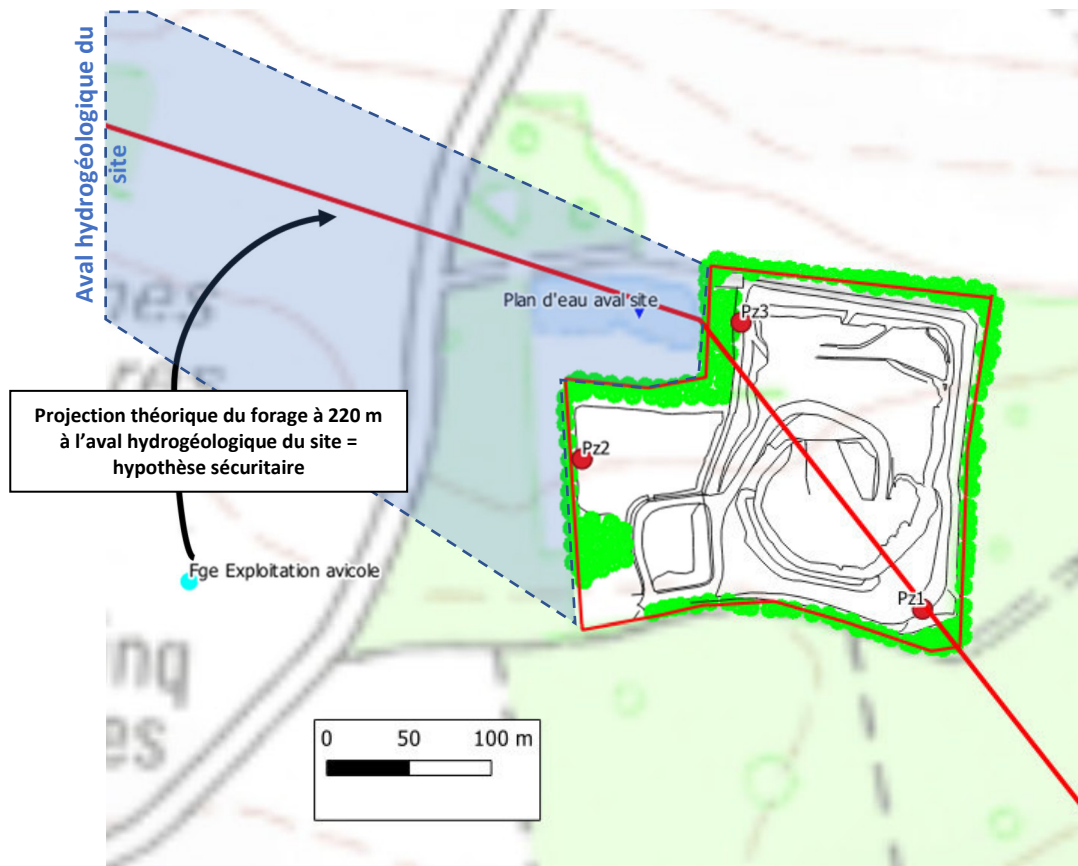 Aval hydrogéologique du
site
Plan d'eau aval site
Pz3
Projection théorique du forage à 220 m
à l'aval hydrogéologique du site =
hypothèse sécuritaire
Pz2
Fge Exploitation avicole
Pz1
0 50 100 m